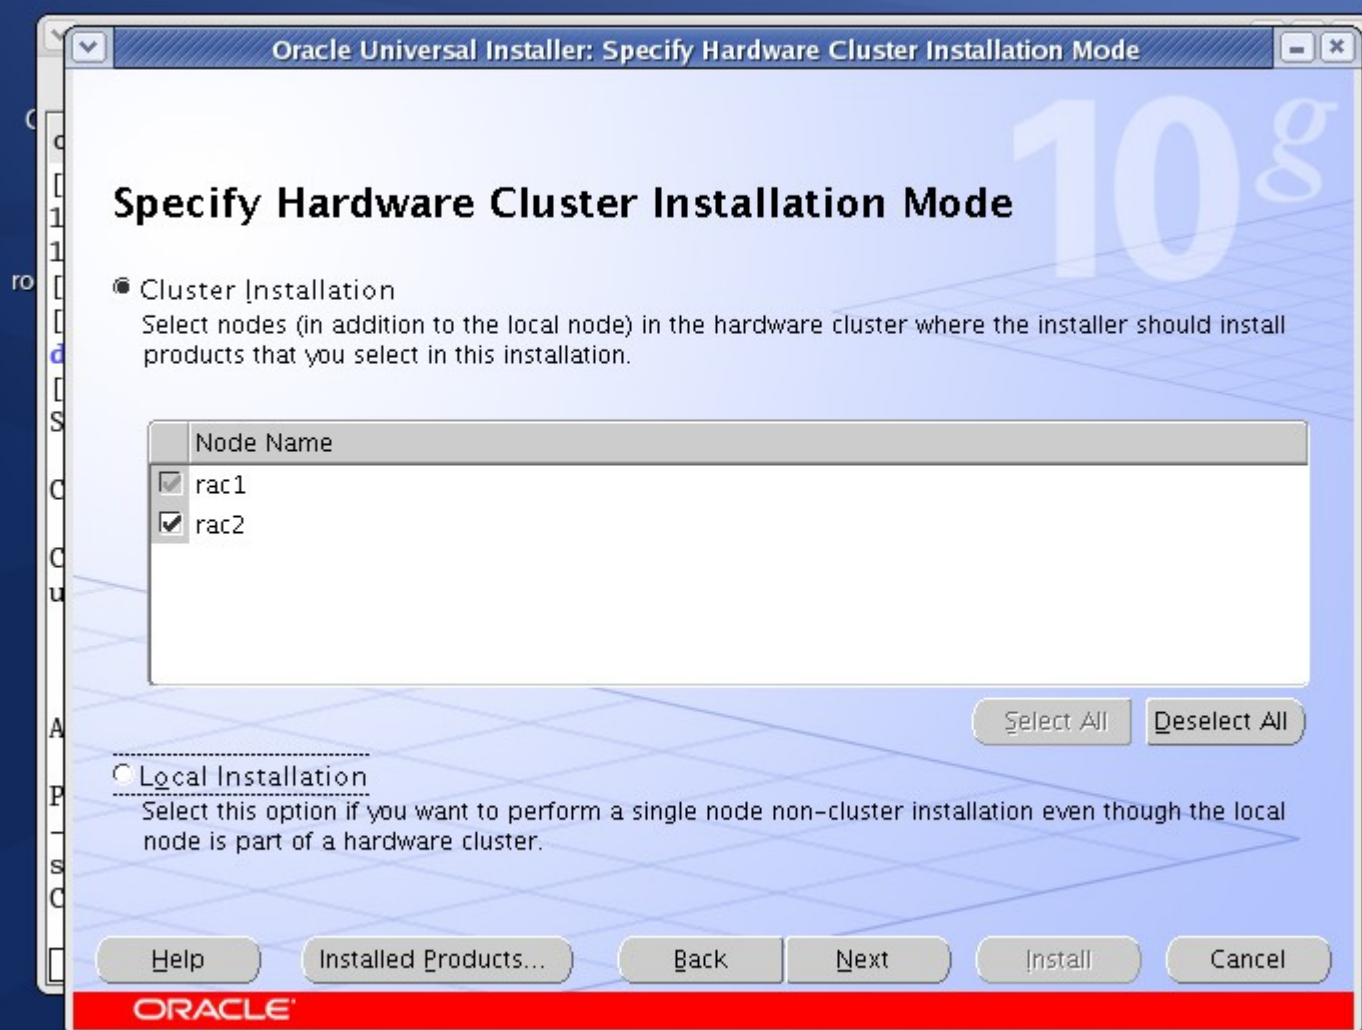 Oracle Universal Installer: Specify Hardware Cluster Installation Mode
10g
Specify Hardware Cluster Installation Mode
Cluster Installation
Select nodes (in addition to the local node) in the hardware cluster where the installer should install
products that you select in this installation.
Node Name
rac1
rac2
Select All Deselect All
Local Installation
Select this option if you want to perform a single node non-cluster installation even though the local
node is part of a hardware cluster.
Help Installed Products... Back Next Install Cancel
ORACLE